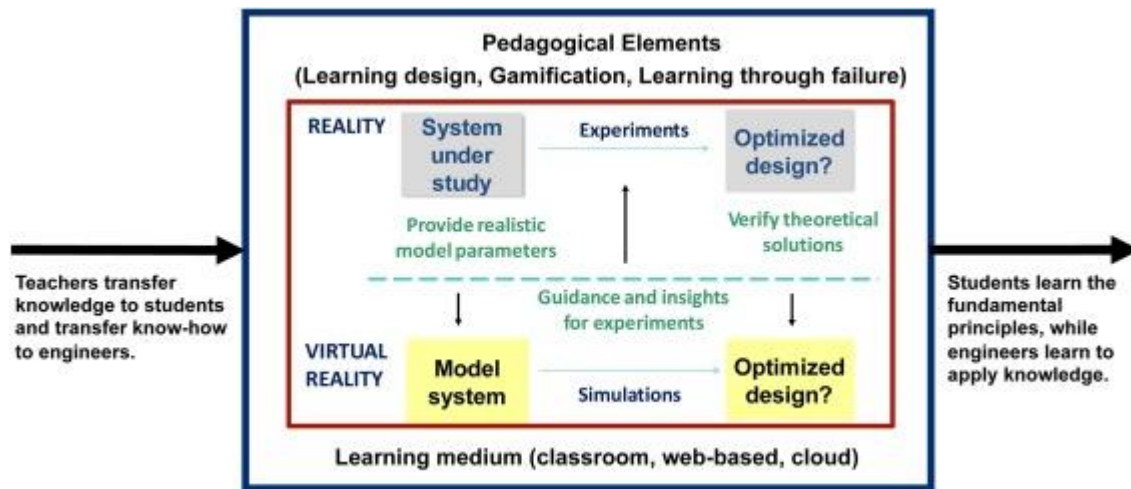 Pedagogical Elements
(Learning design, Gamification, Learning through failure)
REALITY
System
under
study
Experiments
Optimized
design?
Provide realistic
model parameters
Verify theoretical
solutions
Teachers transfer
knowledge to students
and transfer know-how
to engineers.
Guidance and insights
for experiments
Students learn the
fundamental
principles, while
engineers learn to
apply knowledge.
VIRTUAL
REALITY
Model
system
Simulations
Optimized
design?
Learning medium (classroom, web-based, cloud)